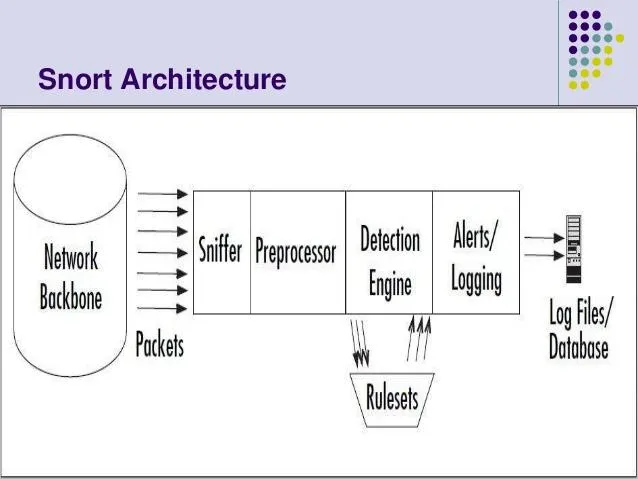 Snort Architecture
Network
Backbone
Packets
Sniffer
Preprocessor
Detection
Engine
Alerts/
Logging
Rulesets
Log Files/
Database